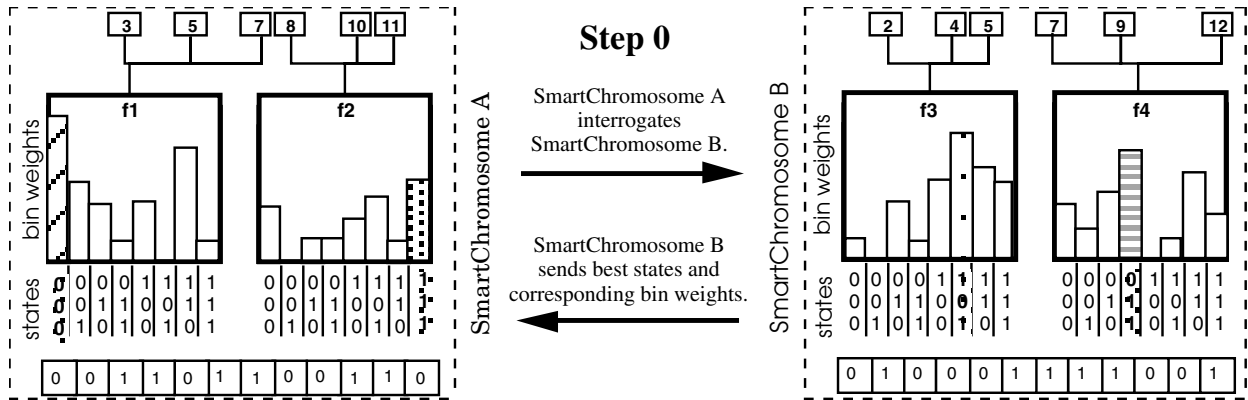 3 5 7 8 10 11
f1 f2
bin weights
0 0 0 0 1 1 1 1 0 0 0 0 1 1 1 1
0 0 1 1 0 0 1 1 0 0 1 1 0 0 1 1
0 1 0 1 0 1 0 1 0 1 0 1 0 1 0 1
states
0 0 1 1 0 1 1 0 0 1 1 0
SmartChromosome A
Step 0
SmartChromosome A
interrogates
SmartChromosome B.
SmartChromosome B
sends best states and
corresponding bin weights.
SmartChromosome B
2 4 5 7 9 12
f3 f4
bin weights
0 0 0 0 1 1 1 1 0 0 0 0 1 1 1 1
0 0 1 1 0 0 1 1 0 0 1 1 0 0 1 1
0 1 0 1 0 1 0 1 0 1 0 1 0 1 0 1
states
0 1 0 0 0 1 1 1 1 0 0 1